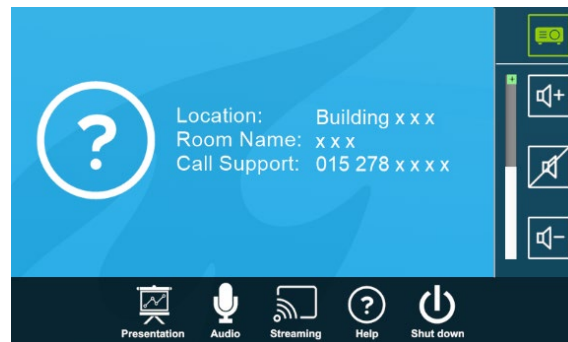 Location: Building x x x
Room Name: x x x
Call Support: 015 278 x x x x
Presentation Audio Streaming Help Shut down